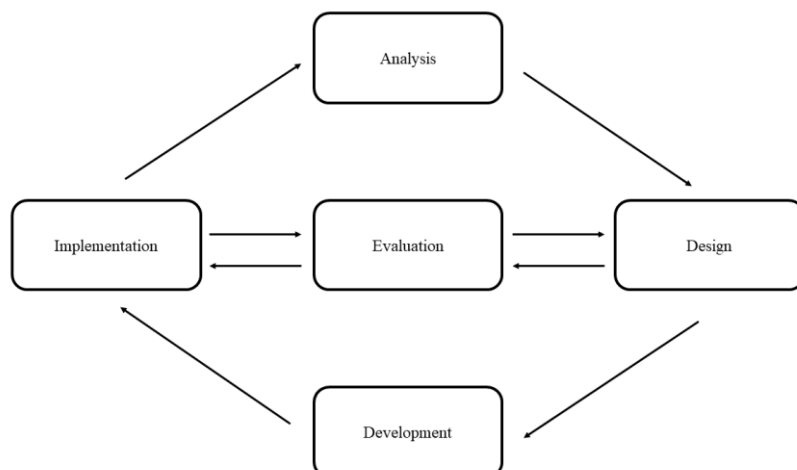 Analysis
Implementation
Evaluation
Design
Development